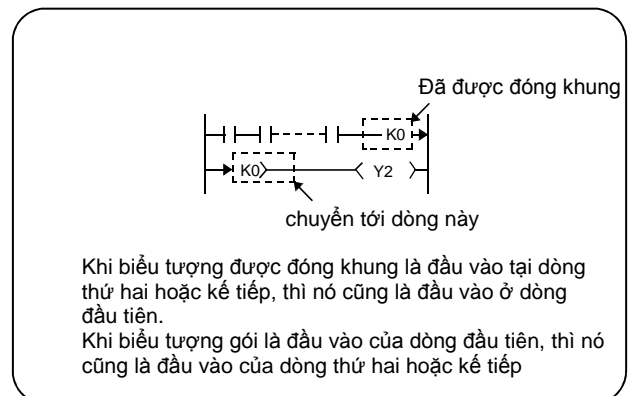 Đã được đóng khung
K0
K0 Y2
chuyển tới dòng này
Khi biểu tượng được đóng khung là đầu vào tại dòng
thứ hai hoặc kế tiếp, thì nó cũng là đầu vào ở dòng
đầu tiên.
Khi biểu tượng gói là đầu vào của dòng đầu tiên, thì nó
cũng là đầu vào của dòng thứ hai hoặc kế tiếp